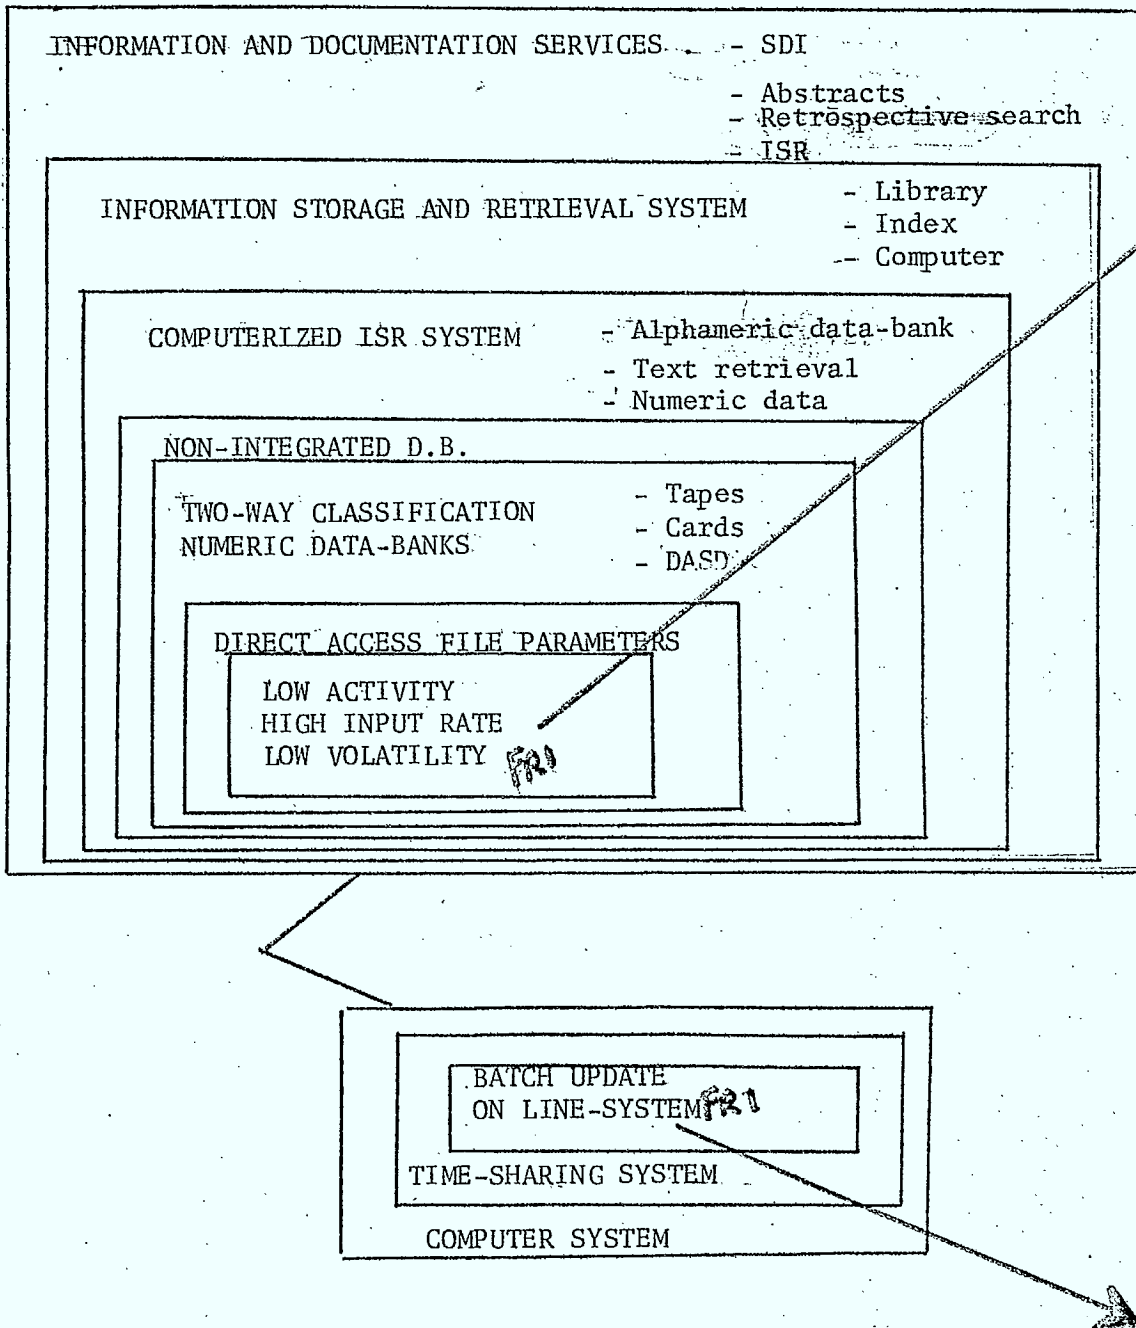 INFORMATION AND DOCUMENTATION SERVICES - SDI
- Abstracts
- Retrospective search
- ISR
INFORMATION STORAGE AND RETRIEVAL SYSTEM - Library
- Index
- Computer
COMPUTERIZED ISR SYSTEM - Alphameric data-bank
- Text retrieval
- Numeric data
NON-INTEGRATED D.B.
TWO-WAY CLASSIFICATION - Tapes
NUMERIC DATA-BANKS - Cards
- DASD
DIRECT ACCESS FILE PARAMETERS
LOW ACTIVITY
HIGH INPUT RATE
LOW VOLATILITY FRI
BATCH UPDATE
ON LINE-SYSTEM FRI
TIME-SHARING SYSTEM
COMPUTER SYSTEM